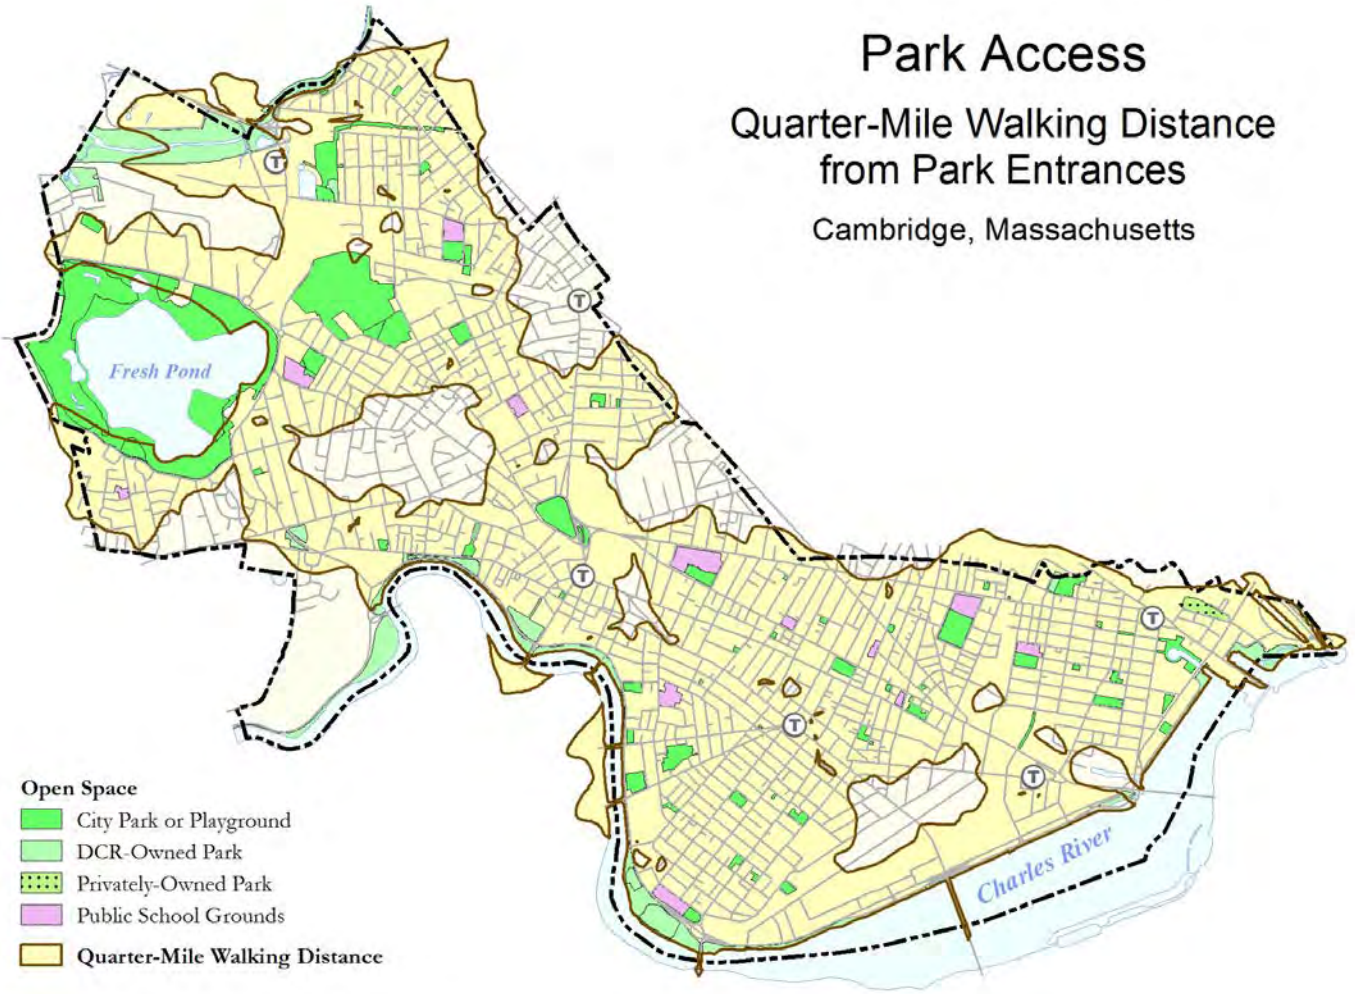 Park Access
Quarter-Mile Walking Distance
from Park Entrances
Cambridge, Massachusetts
T
T
Fresh Pond
T
T
T
T
Charles River
Open Space
City Park or Playground
DCR-Owned Park
Privately-Owned Park
Public School Grounds
Quarter-Mile Walking Distance